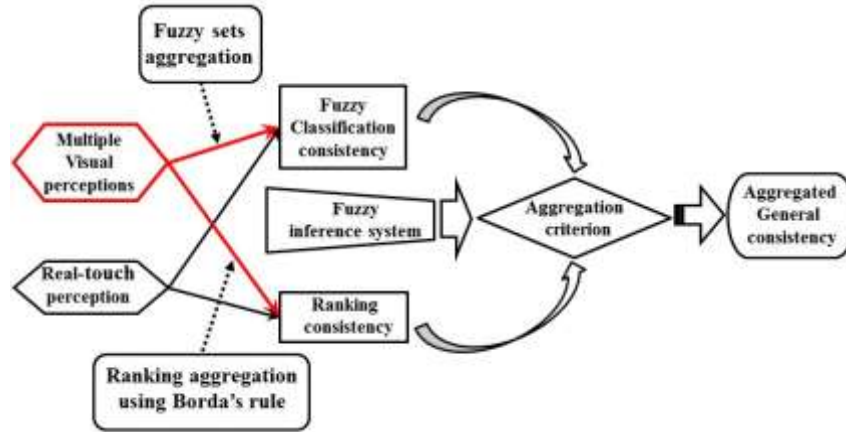 Fuzzy sets
aggregation
Multiple
Visual
perceptions
Real-touch
perception
Ranking aggregation
using Borda's rule
Fuzzy
Classification
consistency
Fuzzy
inference system
Ranking
consistency
Aggregation
criterion
Aggregated
General
consistency